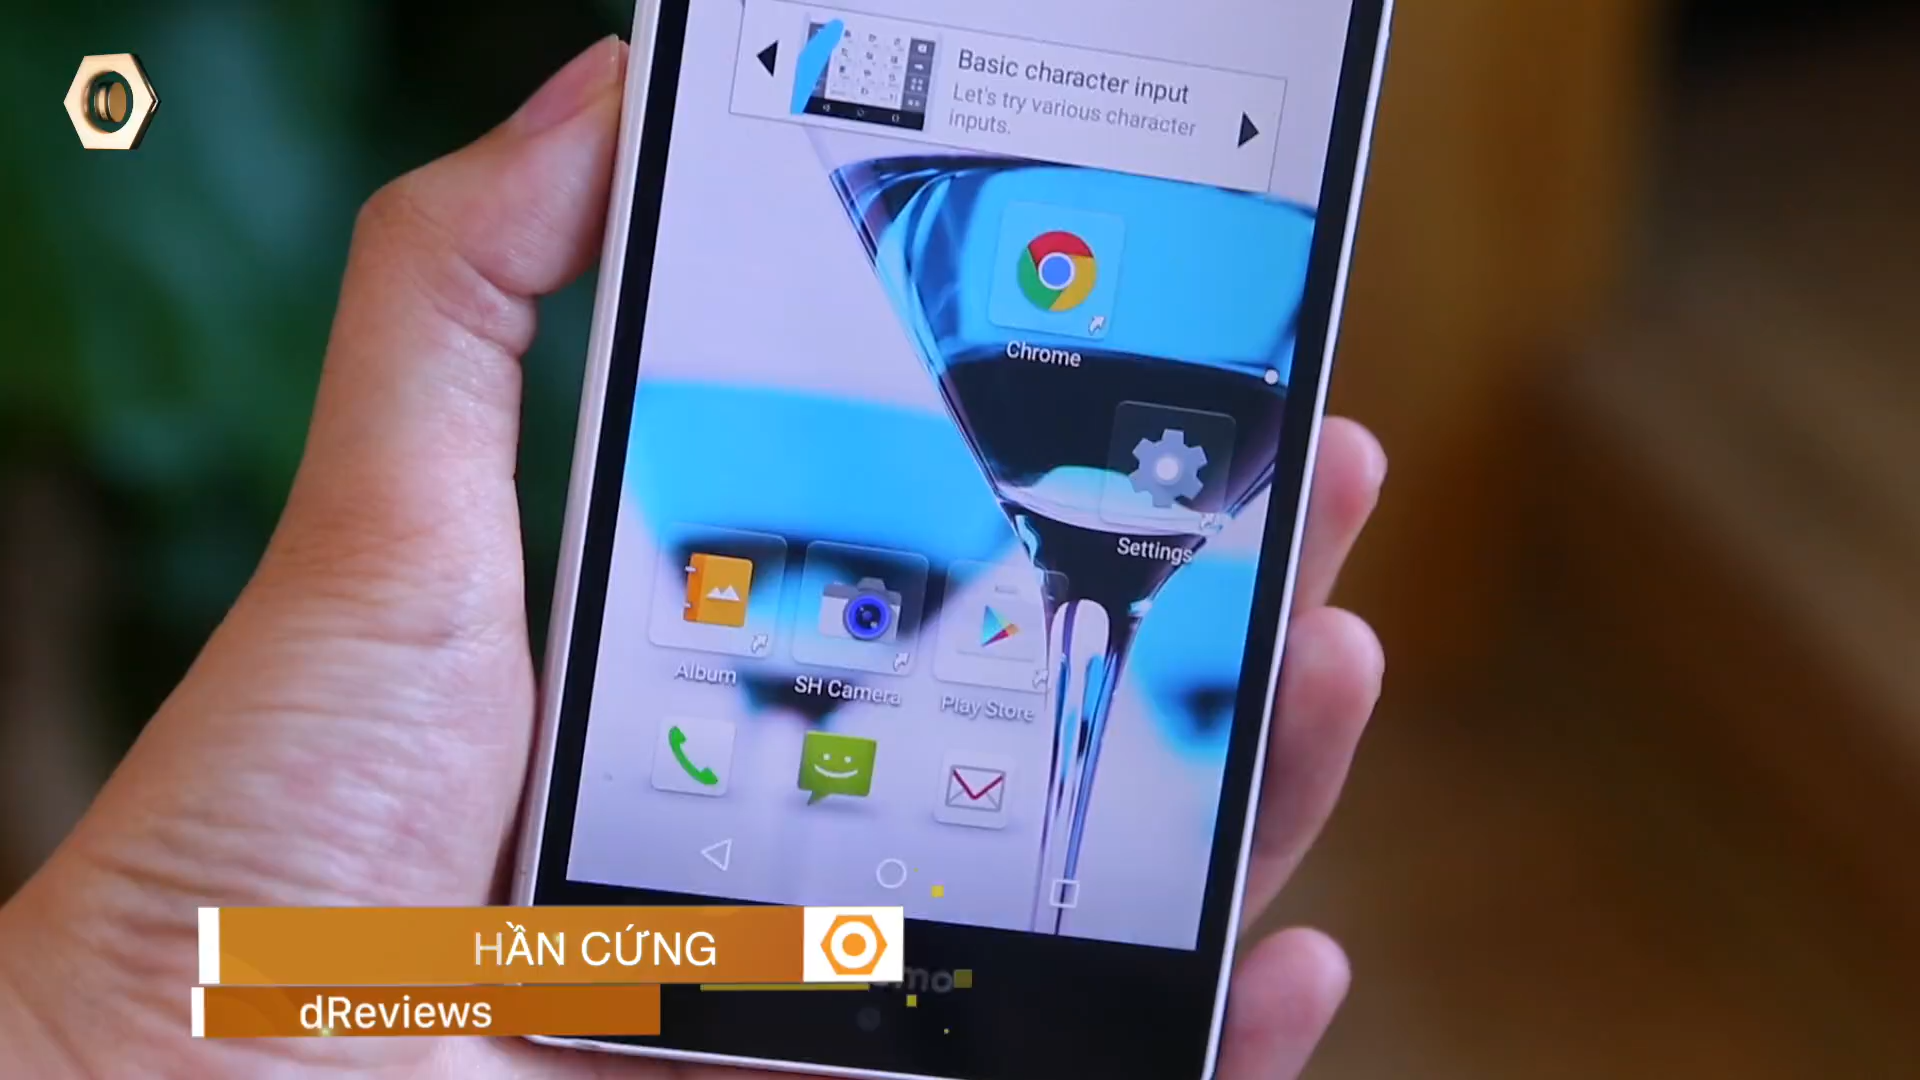 Basic character input
Let's try various character
inputs.
Chrome
Settings
Album
SH Camera
Play Store
HẦN CỨNG
dReviews